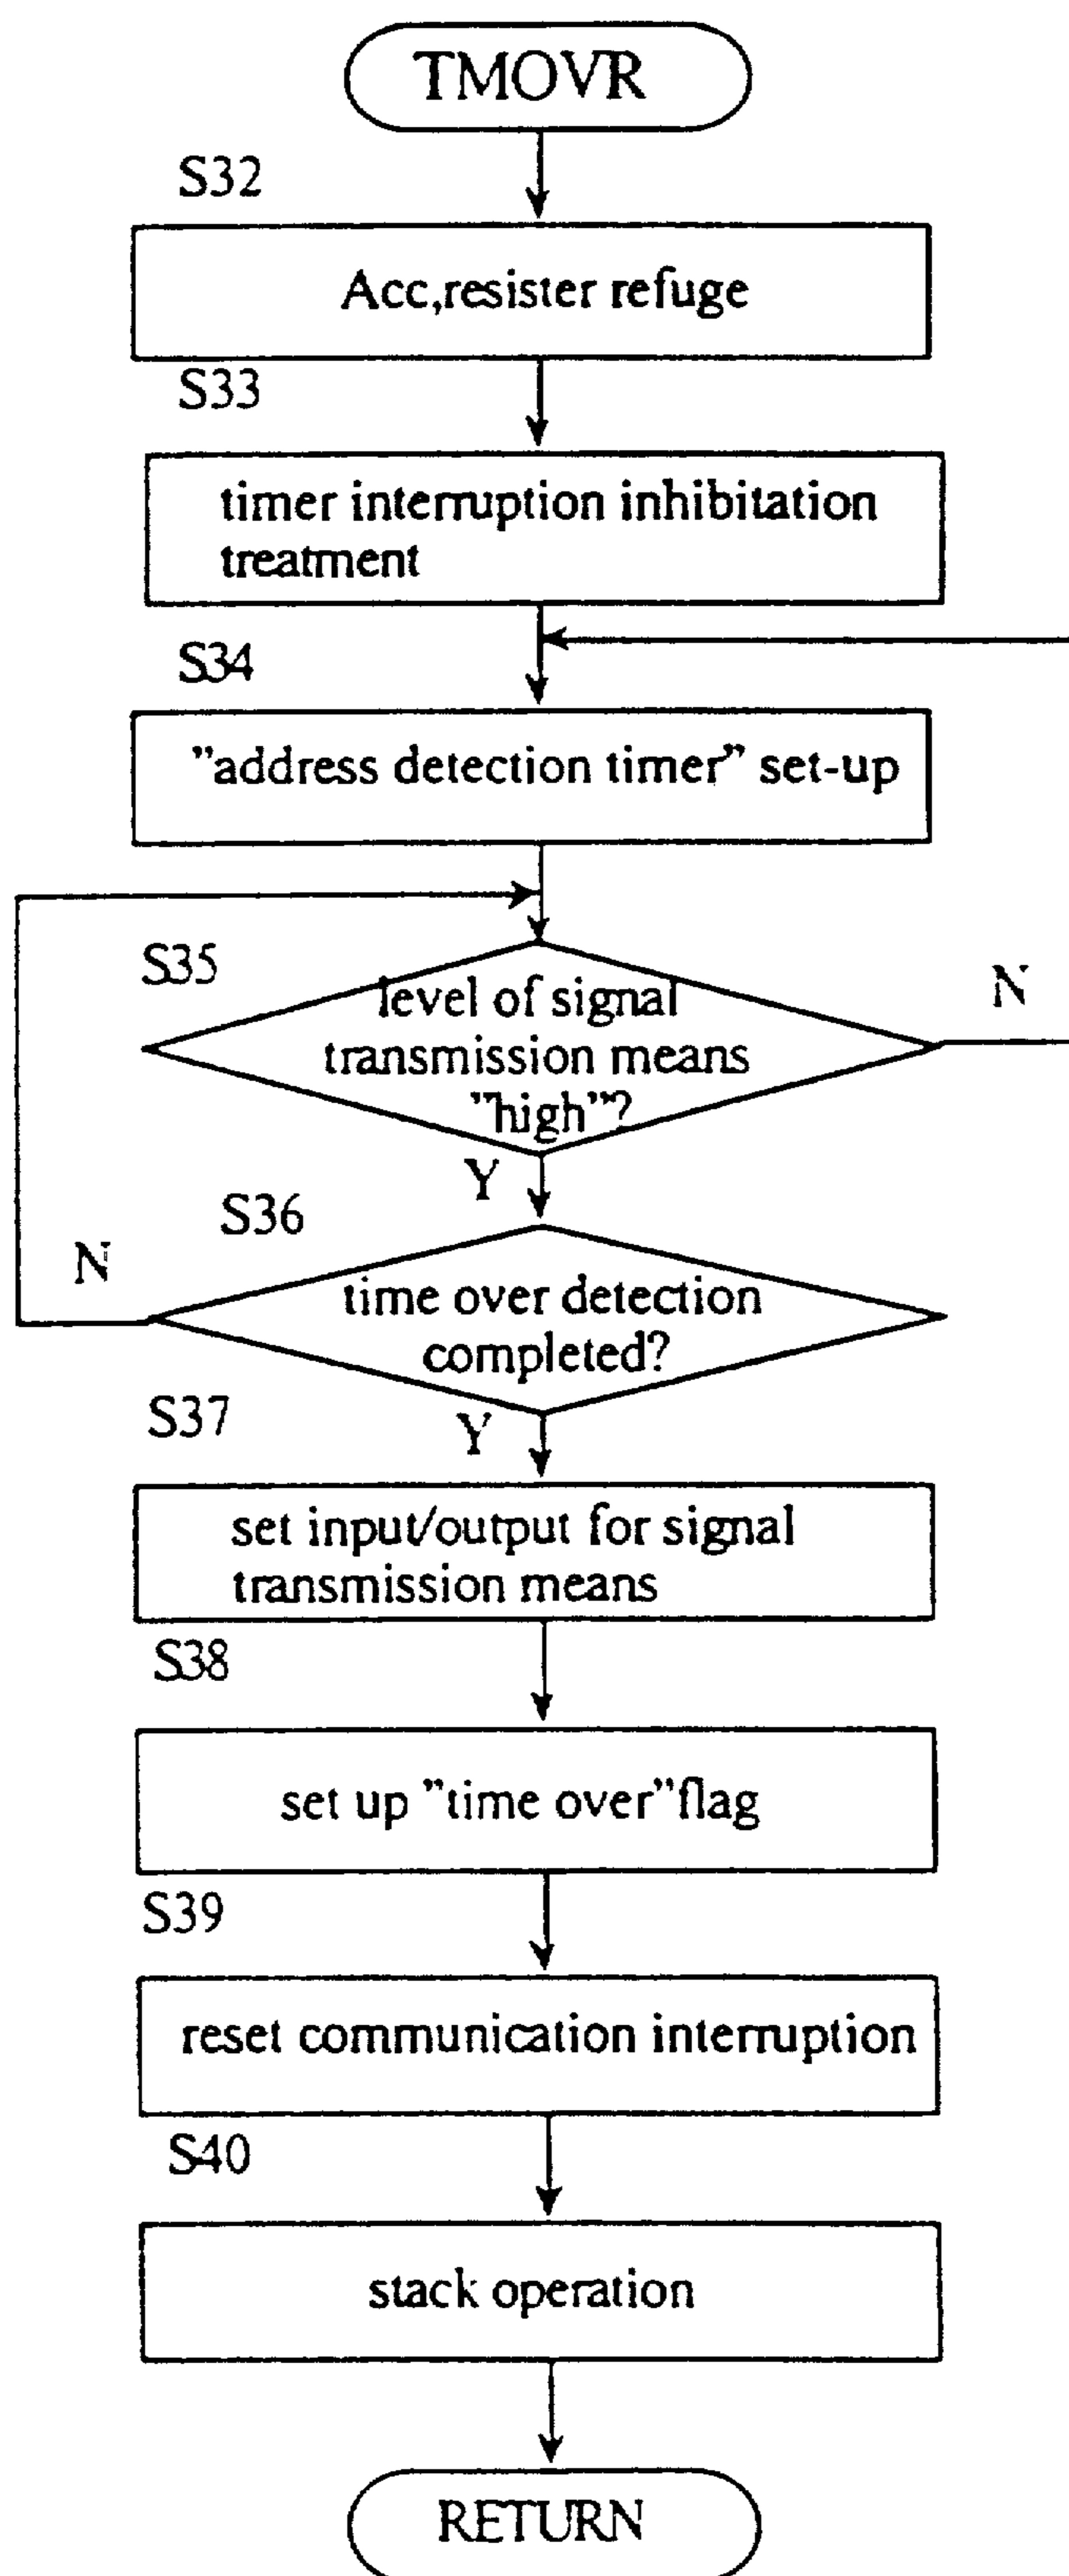 TMOVR
S32
Acc,resister refuge
S33
timer interruption inhibitation
treatment
S34
”address detection timer” set-up
S35
level of signal
transmission means
”high”?
N
Y
S36
N
time over detection
completed?
S37
Y
set input/output for signal
transmission means
S38
set up ”time over”flag
S39
reset communication interruption
S40
stack operation
RETURN